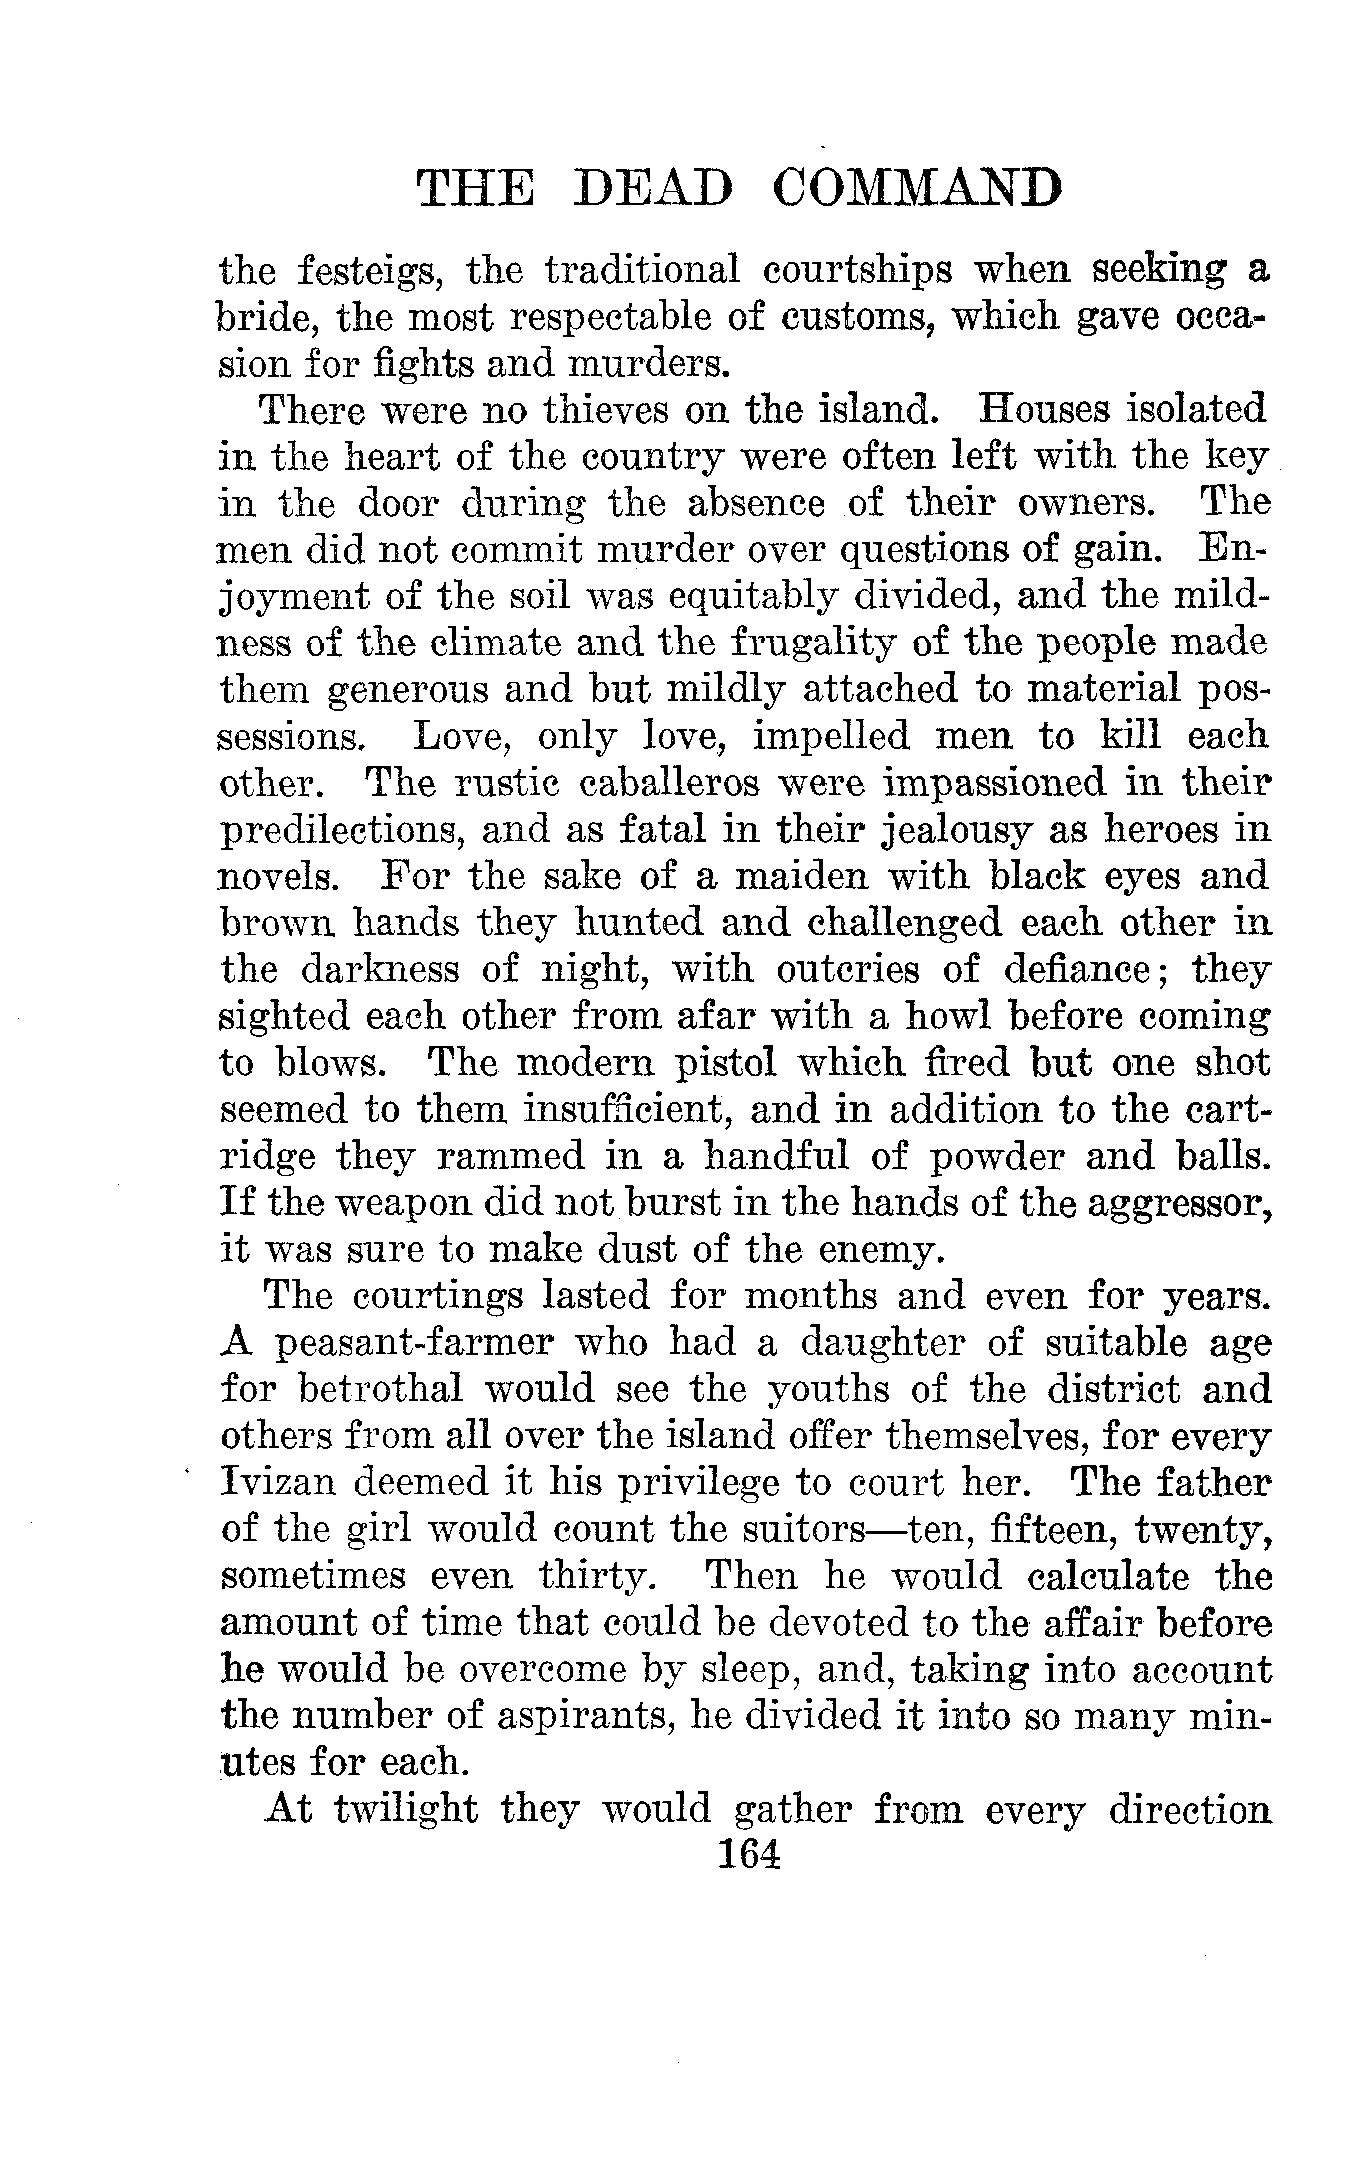 THE DEAD COMMAND
the festeigs, the traditional courtships when seeking a
bride, the most respectable of customs, which gave occa-
sion for fights and murders.
There were no thieves on the island. Houses isolated
in the heart of the country were often left with the key
in the door during the absence of their owners. The
men did not commit murder over questions of gain. En-
joyment of the soil was equitably divided, and the mild-
ness of the climate and the frugality of the people made
them generous and but mildly attached to material pos-
sessions. Love, only love, impelled men to kill each
other. The rustic caballeros were impassioned in their
predilections, and as fatal in their jealousy as heroes in
novels. For the sake of a maiden with black eyes and
brown hands they hunted and challenged each other in
the darkness of night, with outcries of defiance; they
sighted each other from afar with a howl before coming
to blows. The modern pistol which fired but one shot
seemed to them insufficient, and in addition to the cart-
ridge they rammed in a handful of powder and balls.
If the weapon did not burst in the hands of the aggressor,
it was sure to make dust of the enemy.
The courtings lasted for months and even for years.
A peasant-farmer who had a daughter of suitable age
for betrothal would see the youths of the district and
others from all over the island offer themselves, for every
Ivizan deemed it his privilege to court her. The father
of the girl would count the suitors—ten, fifteen, twenty,
sometimes even thirty. Then he would calculate the
amount of time that could be devoted to the affair before
he would be overcome by sleep, and, taking into account
the number of aspirants, he divided it into so many min-
utes for each.
At twilight they would gather from every direction
164